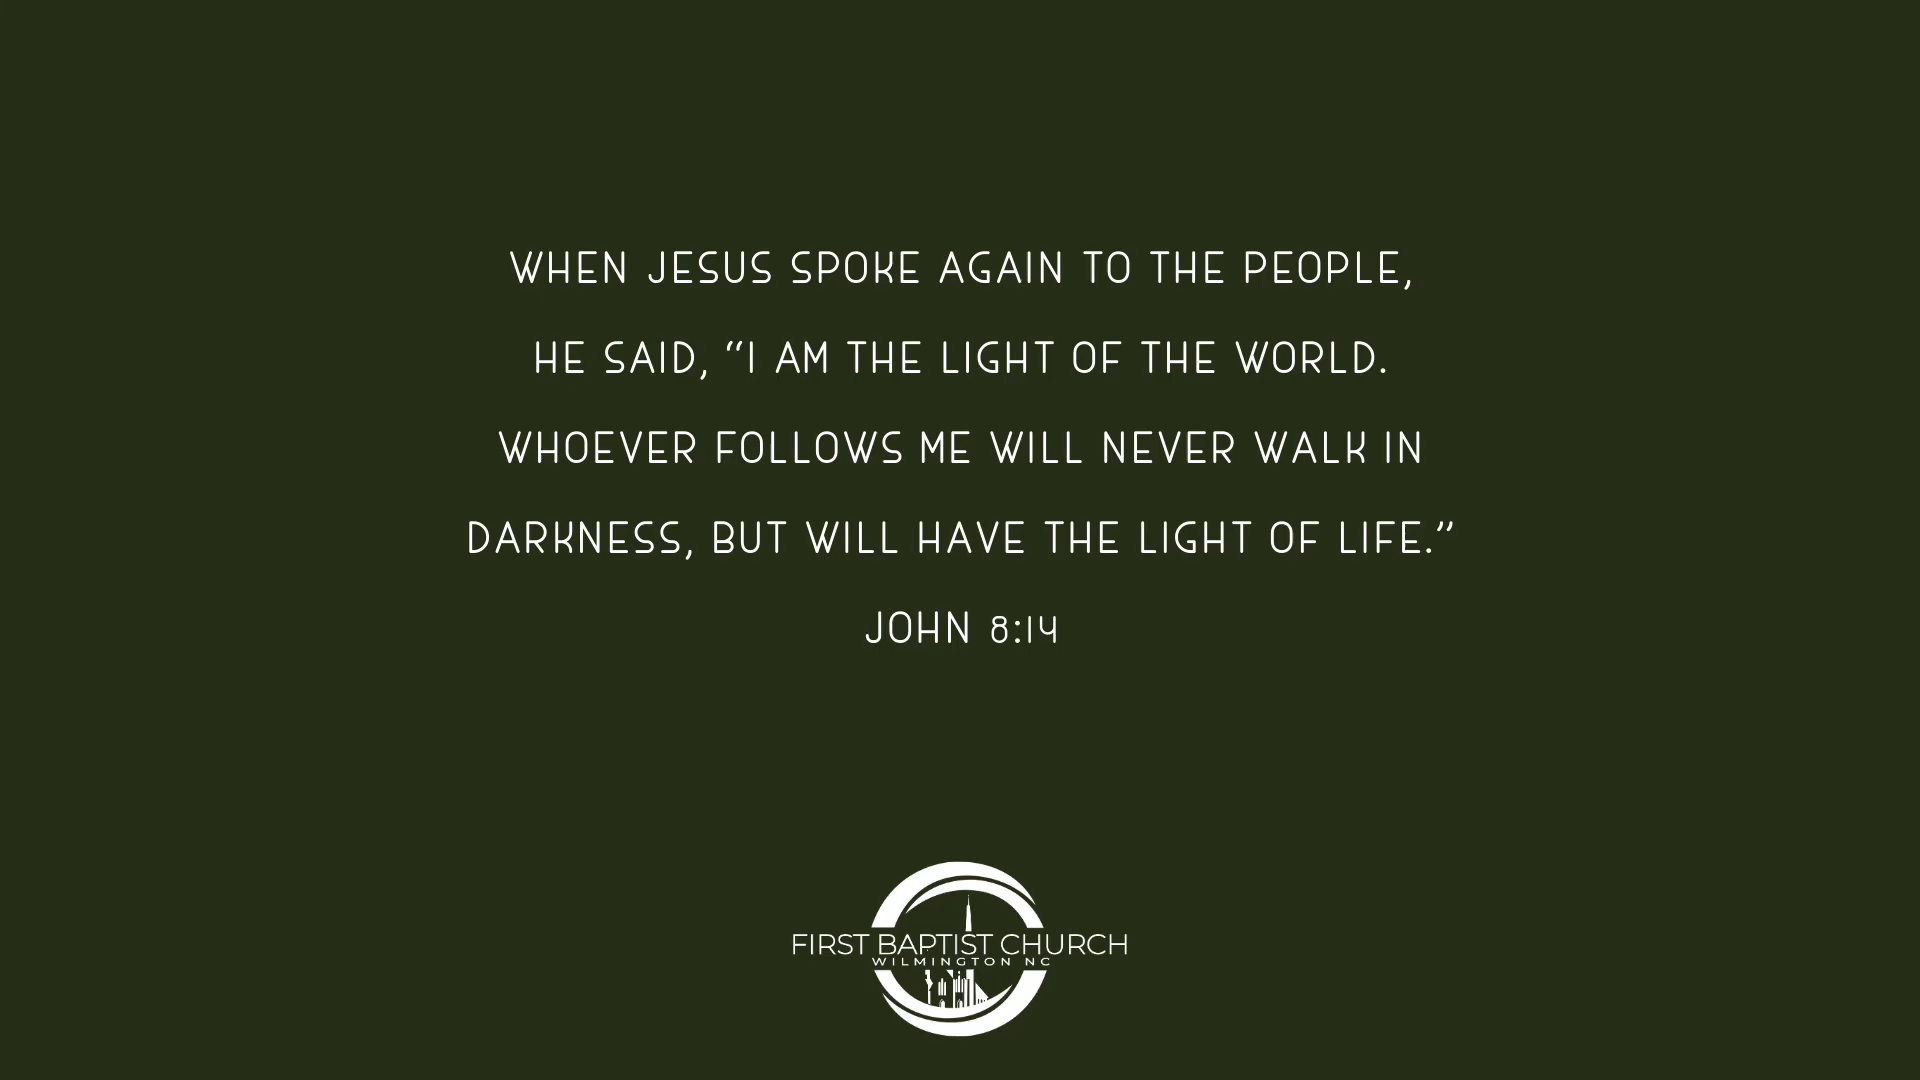 WHEN JESUS SPOKE AGAIN TO THE PEOPLE,
HE SAID, “I AM THE LIGHT OF THE WORLD.
WHOEVER FOLLOWS ME WILL NEVER WALK IN
DARKNESS, BUT WILL HAVE THE LIGHT OF LIFE.”
JOHN 8:14
FIRST BAPTIST CHURCH
WILMINGTON NC